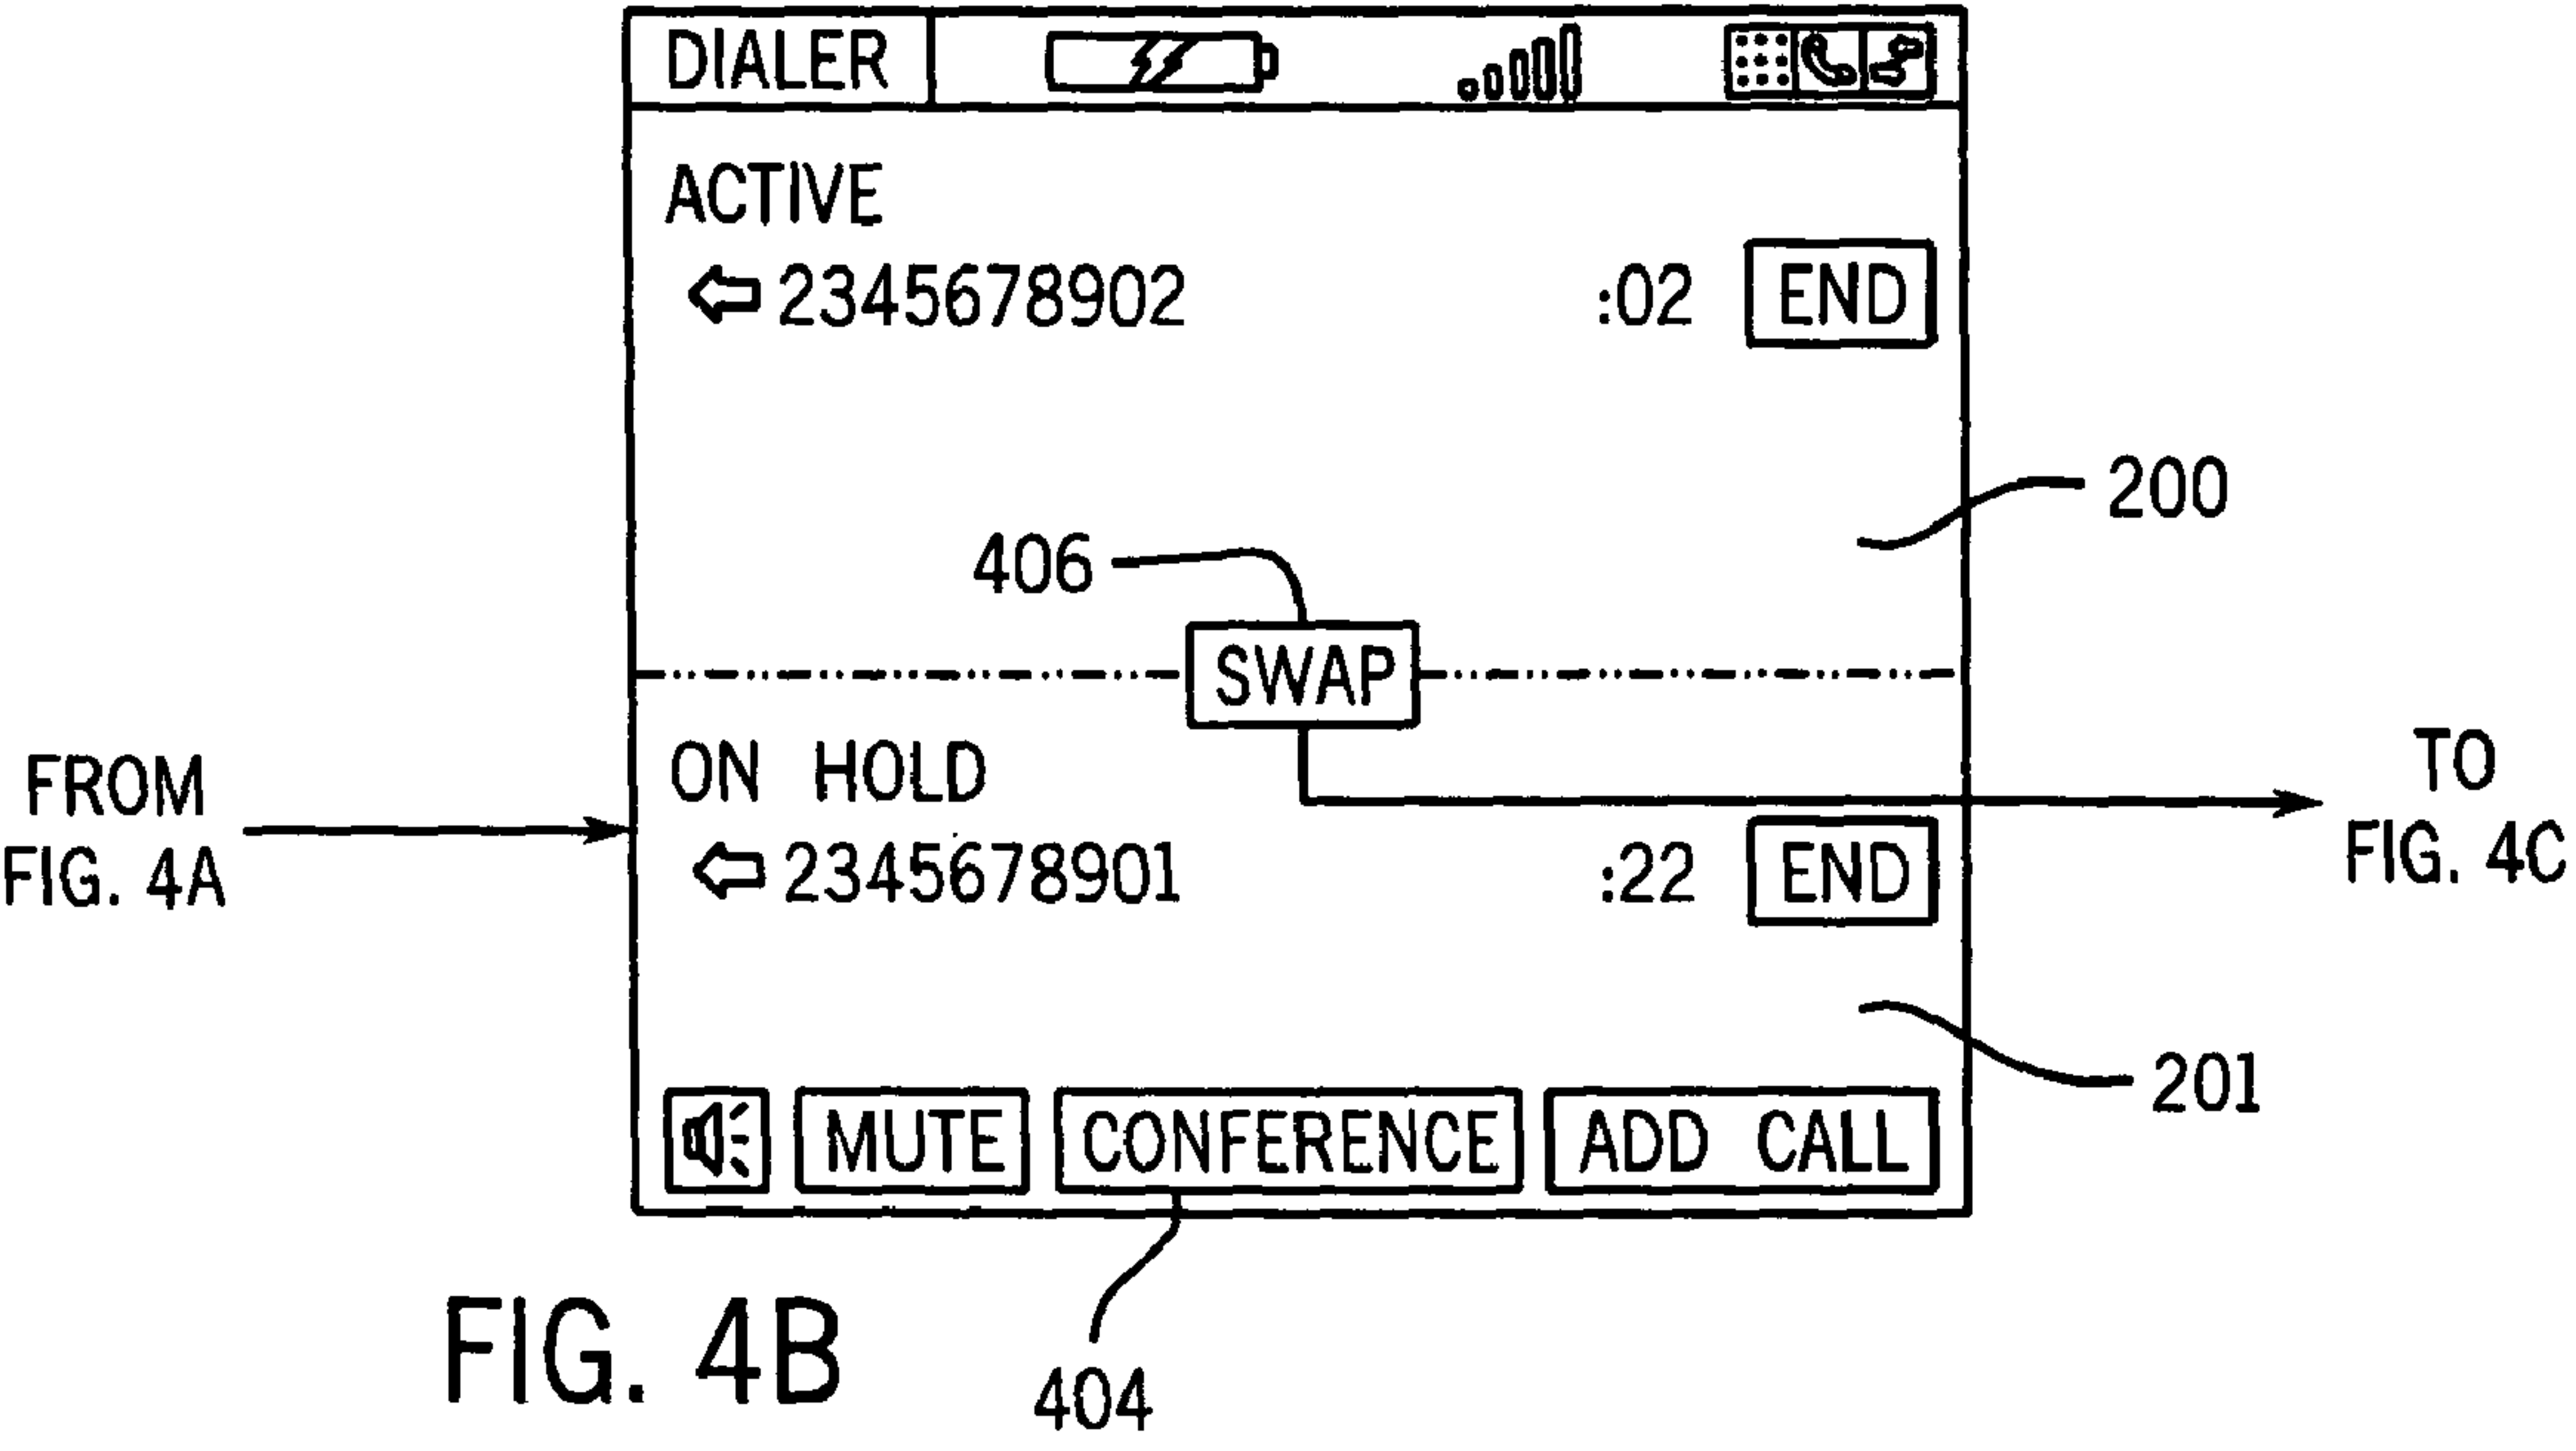 DIALER
ACTIVE
2345678902 :02 END
200
406
SWAP
ON HOLD
2345678901 :22 END
FROM
FIG. 4A
TO
FIG. 4C
201
MUTE CONFERENCE ADD CALL
404
FIG. 4B